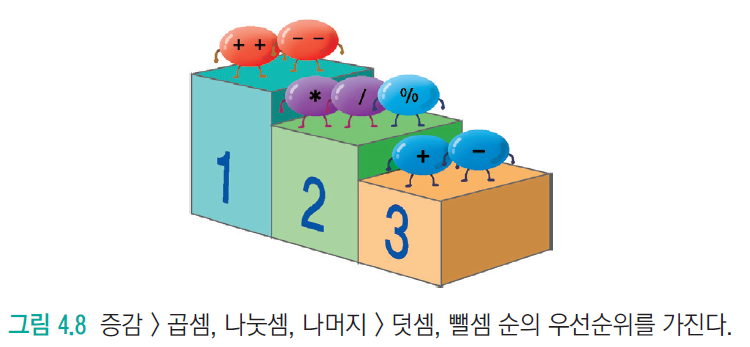 + + - -
* / %
+ -
1
2
3
그림 4.8 증감 > 곱셈, 나눗셈, 나머지 > 덧셈, 뺄셈 순의 우선순위를 가진다.